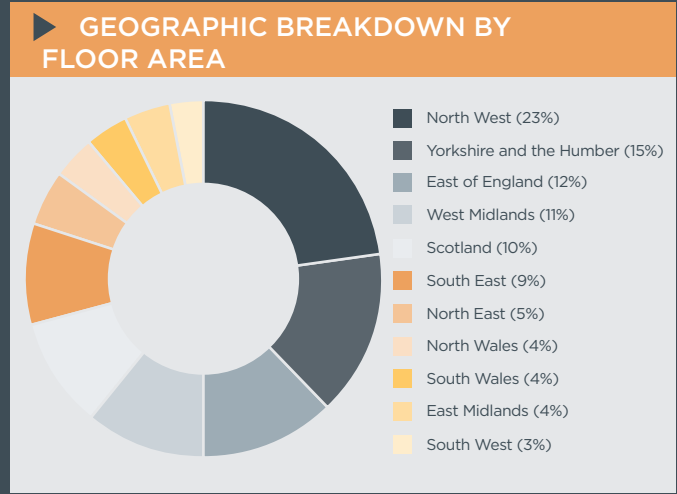 GEOGRAPHIC BREAKDOWN BY
FLOOR AREA
North West (23%)
Yorkshire and the Humber (15%)
East of England (12%)
West Midlands (11%)
Scotland (10%)
South East (9%)
North East (5%)
North Wales (4%)
South Wales (4%)
East Midlands (4%)
South West (3%)